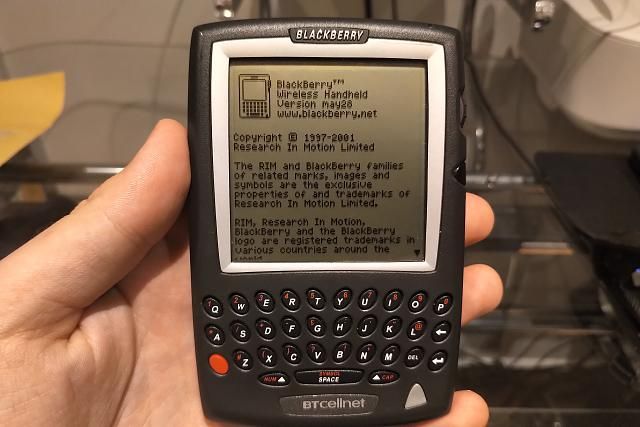 BLACKBERRY
BlackBerry™
Wireless Handheld
Version may28
www.blackberry.net
Copyright © 1997-2001
Research In Motion Limited
The RIM and BlackBerry families
of related marks, images and
symbols are the exclusive
properties of and trademarks of
Research In Motion Limited.
RIM, Research In Motion,
BlackBerry and the BlackBerry
logo are registered trademarks in
various countries around the
world.
Q W E R T Y U I O P
A S D F G H J K L
Z X C V B N M DEL
NUM SYMBOL CAP
SPACE
BTcellnet